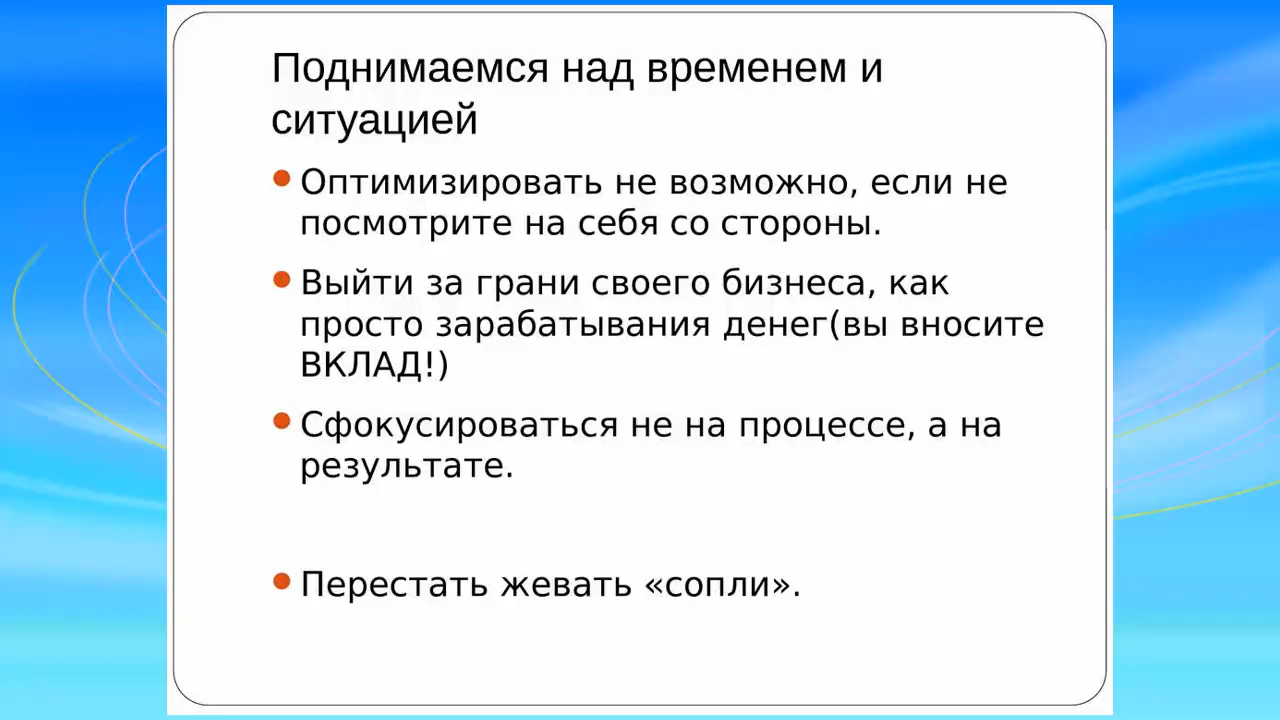 Поднимаемся над временем и
ситуацией
Оптимизировать не возможно, если не
посмотрите на себя со стороны.
Выйти за грани своего бизнеса, как
просто зарабатывания денег(вы вносите
ВКЛАД!)
Сфокусироваться не на процессе, а на
результате.
Перестать жевать «сопли».